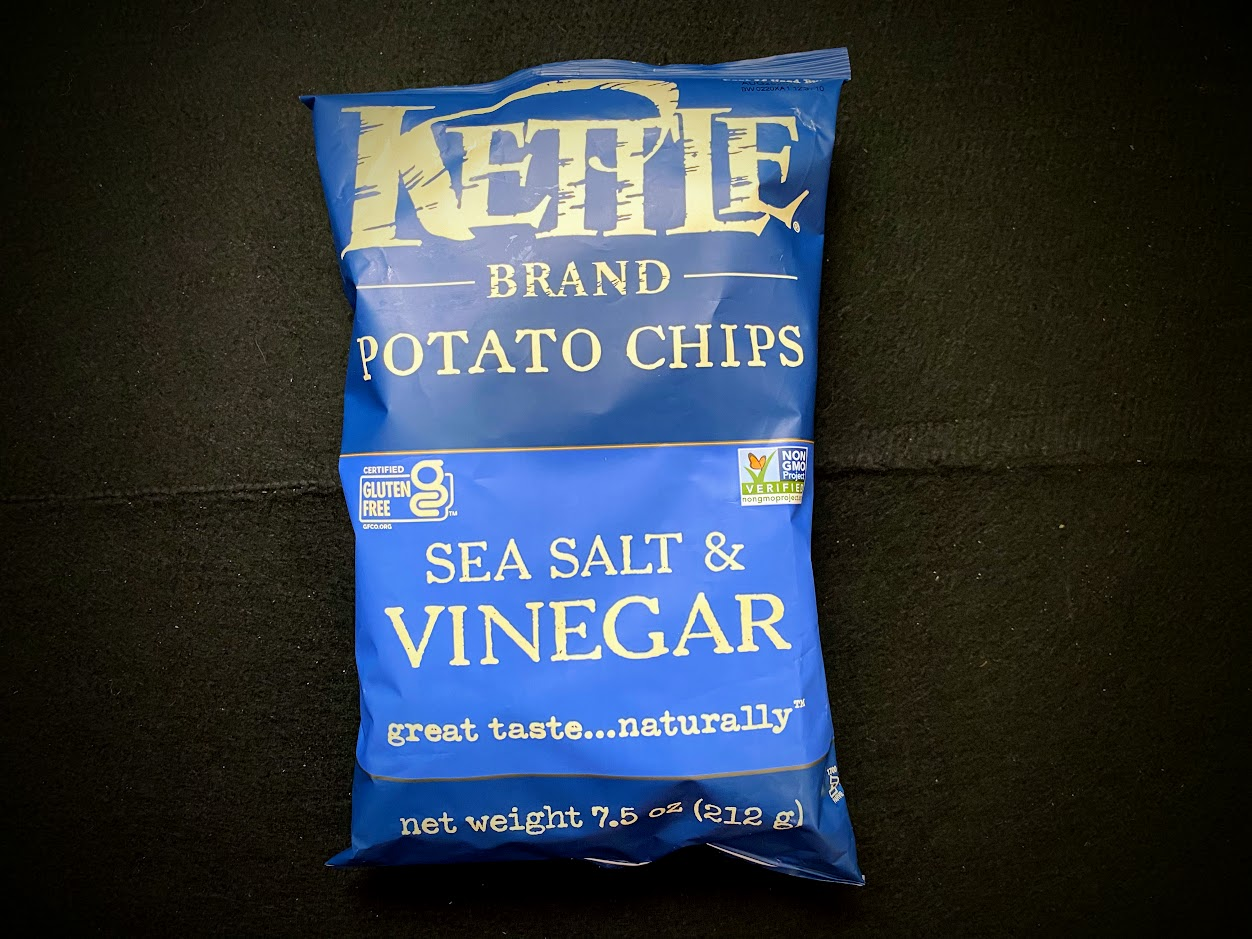 KETTLE®
BRAND
POTATO CHIPS
CERTIFIED
GLUTEN
FREE
GFCO.ORG
TM
NON
GMO
Project
VERIFIED
nongmoproject
SEA SALT &
VINEGAR
great taste...naturally™
net weight 7.5 oz (212 g)